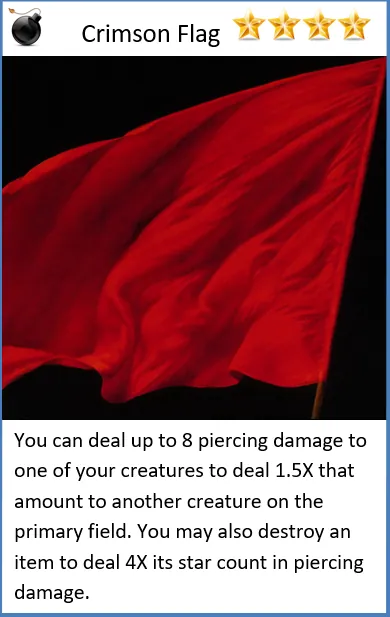 Crimson Flag
You can deal up to 8 piercing damage to
one of your creatures to deal 1.5X that
amount to another creature on the
primary field. You may also destroy an
item to deal 4X its star count in piercing
damage.